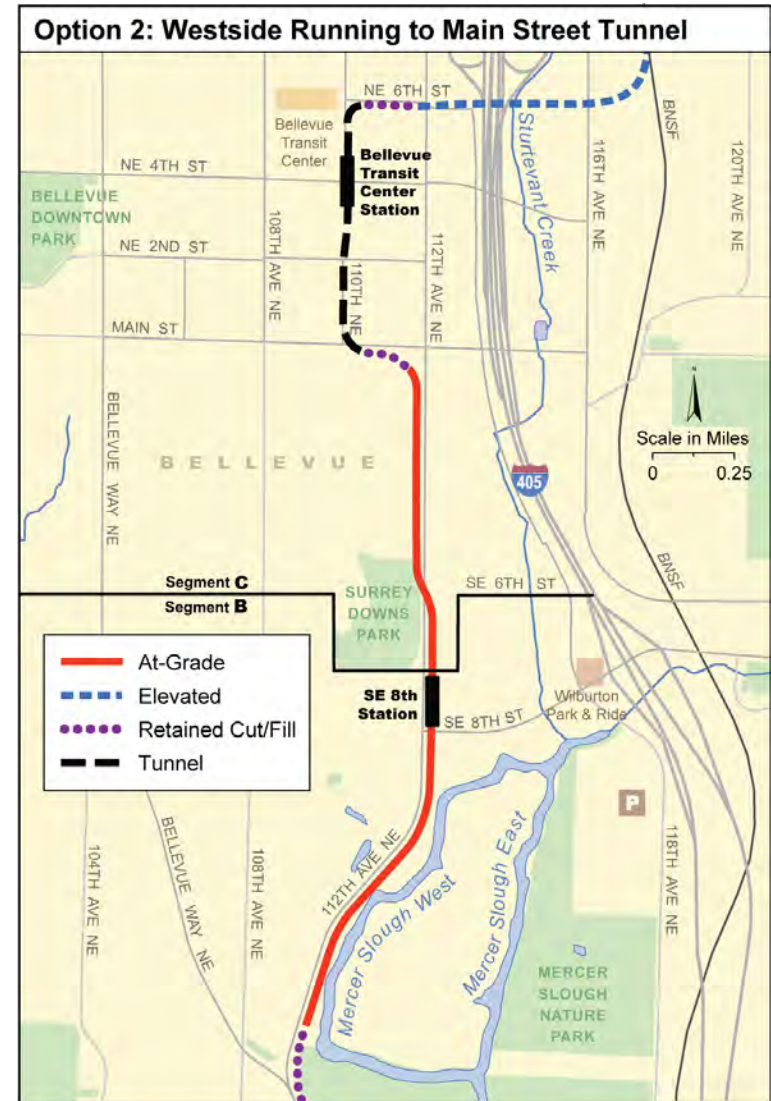 Option 2: Westside Running to Main Street Tunnel
NE 6TH ST
BNSF
Bellevue
Transit
Center
Sturtevant Creek
116TH AVE NE
120TH AVE NE
Bellevue
Transit
Center
Station
NE 4TH ST
BELLEVUE
DOWNTOWN
PARK
108TH AVE NE
110TH NE
112TH AVE NE
NE 2ND ST
MAIN ST
BELLEVUE WAY NE
N
Scale in Miles
0 0.25
BELLEVUE
405
BNSF
Segment C
Segment B
SURREY
DOWNS
PARK
SE 6TH ST
At-Grade
Elevated
Retained Cut/Fill
Tunnel
SE 8th
Station
SE 8TH ST
Wilburton
Park & Ride
P
104TH AVE NE
BELLEVUE WAY NE
108TH AVE NE
112TH AVE NE
Mercer Slough West
Mercer Slough East
118TH AVE NE
MERCER
SLOUGH
NATURE
PARK